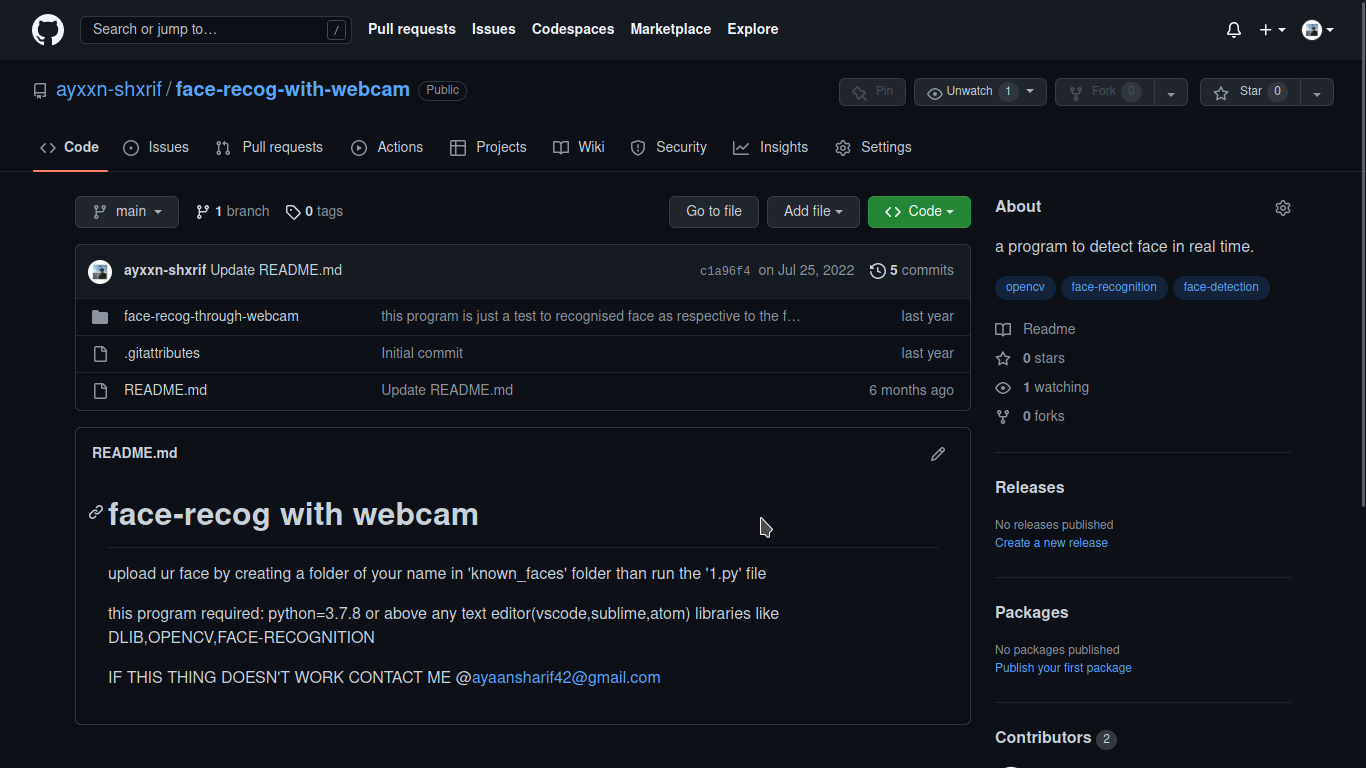 Search or jump to… /
Pull requests Issues Codespaces Marketplace Explore
ayxxn-shxrif / face-recog-with-webcam Public
Pin Unwatch 1 Fork 0 Star 0
Code Issues Pull requests Actions Projects Wiki Security Insights Settings
main 1 branch 0 tags Go to file Add file Code
ayxxn-shxrif Update README.md c1a96f4 on Jul 25, 2022 5 commits
face-recog-through-webcam this program is just a test to recognised face as respective to the f… last year
.gitattributes Initial commit last year
README.md Update README.md 6 months ago
README.md
face-recog with webcam
upload ur face by creating a folder of your name in 'known_faces' folder than run the '1.py' file
this program required: python=3.7.8 or above any text editor(vscode,sublime,atom) libraries like
DLIB,OPENCV,FACE-RECOGNITION
IF THIS THING DOESN'T WORK CONTACT ME @ayaansharif42@gmail.com
About
a program to detect face in real time.
opencv face-recognition face-detection
Readme
0 stars
1 watching
0 forks
Releases
No releases published
Create a new release
Packages
No packages published
Publish your first package
Contributors 2